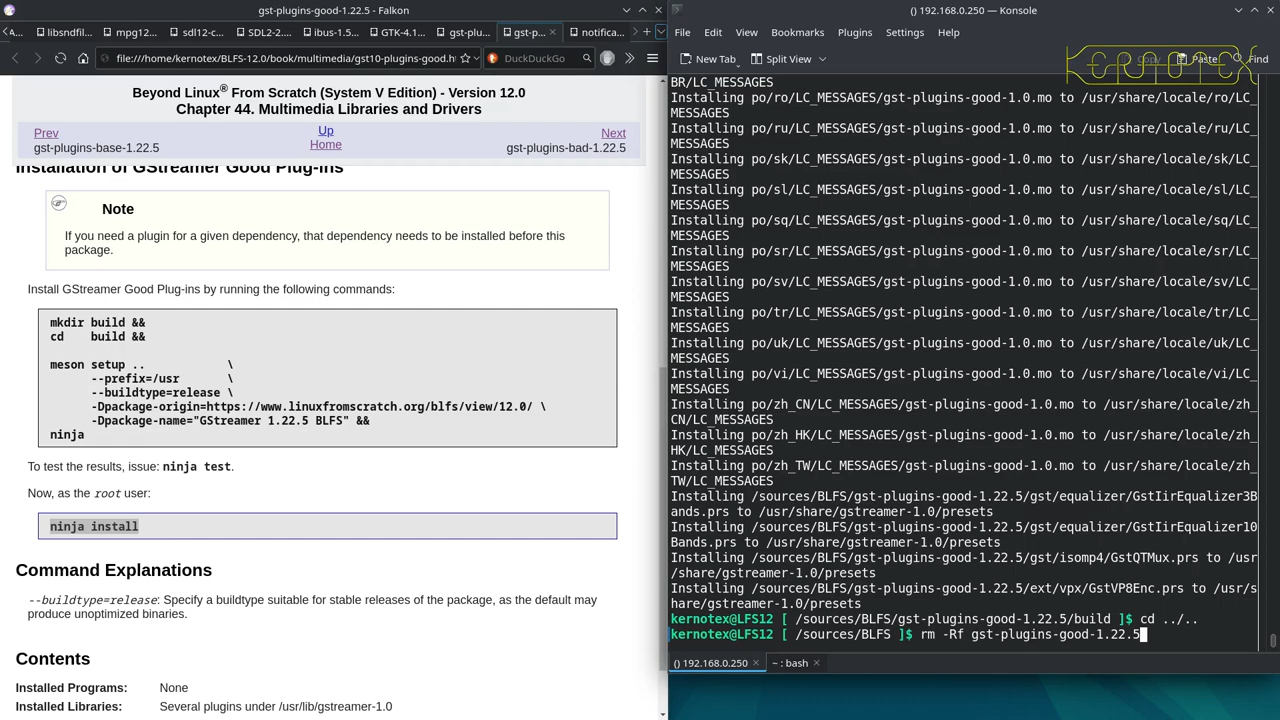 gst-plugins-good-1.22.5 - Falkon
A...
libsndfil...
mpg12...
sdl12-c...
SDL2-2....
ibus-1.5...
GTK-4.1...
gst-plu...
gst-p...
notifica...
file:///home/kernotex/BLFS-12.0/book/multimedia/gst10-plugins-good.ht
DuckDuckGo
Beyond Linux® From Scratch (System V Edition) - Version 12.0
Chapter 44. Multimedia Libraries and Drivers
Prev
Up
Next
gst-plugins-base-1.22.5
Home
gst-plugins-bad-1.22.5
Installation of GStreamer Good Plug-ins
Note
If you need a plugin for a given dependency, that dependency needs to be installed before this
package.
Install GStreamer Good Plug-ins by running the following commands:
mkdir build &&
cd    build &&
meson setup ..        \
--prefix=/usr       \
--buildtype=release \
-Dpackage-origin=https://www.linuxfromscratch.org/blfs/view/12.0/ \
-Dpackage-name="GStreamer 1.22.5 BLFS" &&
ninja
To test the results, issue: ninja test.
Now, as the root user:
ninja install
Command Explanations
--buildtype=release: Specify a buildtype suitable for stable releases of the package, as the default may
produce unoptimized binaries.
Contents
Installed Programs: None
Installed Libraries: Several plugins under /usr/lib/gstreamer-1.0
() 192.168.0.250 — Konsole
File Edit View Bookmarks Plugins Settings Help
New Tab Split View Copy Paste Find
KERNOTEX
BR/LC_MESSAGES
Installing po/ro/LC_MESSAGES/gst-plugins-good-1.0.mo to /usr/share/locale/ro/LC_
MESSAGES
Installing po/ru/LC_MESSAGES/gst-plugins-good-1.0.mo to /usr/share/locale/ru/LC_
MESSAGES
Installing po/sk/LC_MESSAGES/gst-plugins-good-1.0.mo to /usr/share/locale/sk/LC_
MESSAGES
Installing po/sl/LC_MESSAGES/gst-plugins-good-1.0.mo to /usr/share/locale/sl/LC_
MESSAGES
Installing po/sq/LC_MESSAGES/gst-plugins-good-1.0.mo to /usr/share/locale/sq/LC_
MESSAGES
Installing po/sr/LC_MESSAGES/gst-plugins-good-1.0.mo to /usr/share/locale/sr/LC_
MESSAGES
Installing po/sv/LC_MESSAGES/gst-plugins-good-1.0.mo to /usr/share/locale/sv/LC_
MESSAGES
Installing po/tr/LC_MESSAGES/gst-plugins-good-1.0.mo to /usr/share/locale/tr/LC_
MESSAGES
Installing po/uk/LC_MESSAGES/gst-plugins-good-1.0.mo to /usr/share/locale/uk/LC_
MESSAGES
Installing po/vi/LC_MESSAGES/gst-plugins-good-1.0.mo to /usr/share/locale/vi/LC_
MESSAGES
Installing po/zh_CN/LC_MESSAGES/gst-plugins-good-1.0.mo to /usr/share/locale/zh_
CN/LC_MESSAGES
Installing po/zh_HK/LC_MESSAGES/gst-plugins-good-1.0.mo to /usr/share/locale/zh_
HK/LC_MESSAGES
Installing po/zh_TW/LC_MESSAGES/gst-plugins-good-1.0.mo to /usr/share/locale/zh_
TW/LC_MESSAGES
Installing /sources/BLFS/gst-plugins-good-1.22.5/gst/equalizer/GstIirEqualizer3B
ands.prs to /usr/share/gstreamer-1.0/presets
Installing /sources/BLFS/gst-plugins-good-1.22.5/gst/equalizer/GstIirEqualizer10
Bands.prs to /usr/share/gstreamer-1.0/presets
Installing /sources/BLFS/gst-plugins-good-1.22.5/gst/isomp4/GstQTMux.prs to /usr
/share/gstreamer-1.0/presets
Installing /sources/BLFS/gst-plugins-good-1.22.5/ext/vpx/GstVP8Enc.prs to /usr/s
hare/gstreamer-1.0/presets
kernotex@LFS12 [ /sources/BLFS/gst-plugins-good-1.22.5/build ]$ cd ../..
kernotex@LFS12 [ /sources/BLFS ]$ rm -Rf gst-plugins-good-1.22.5
() 192.168.0.250
~ : bash